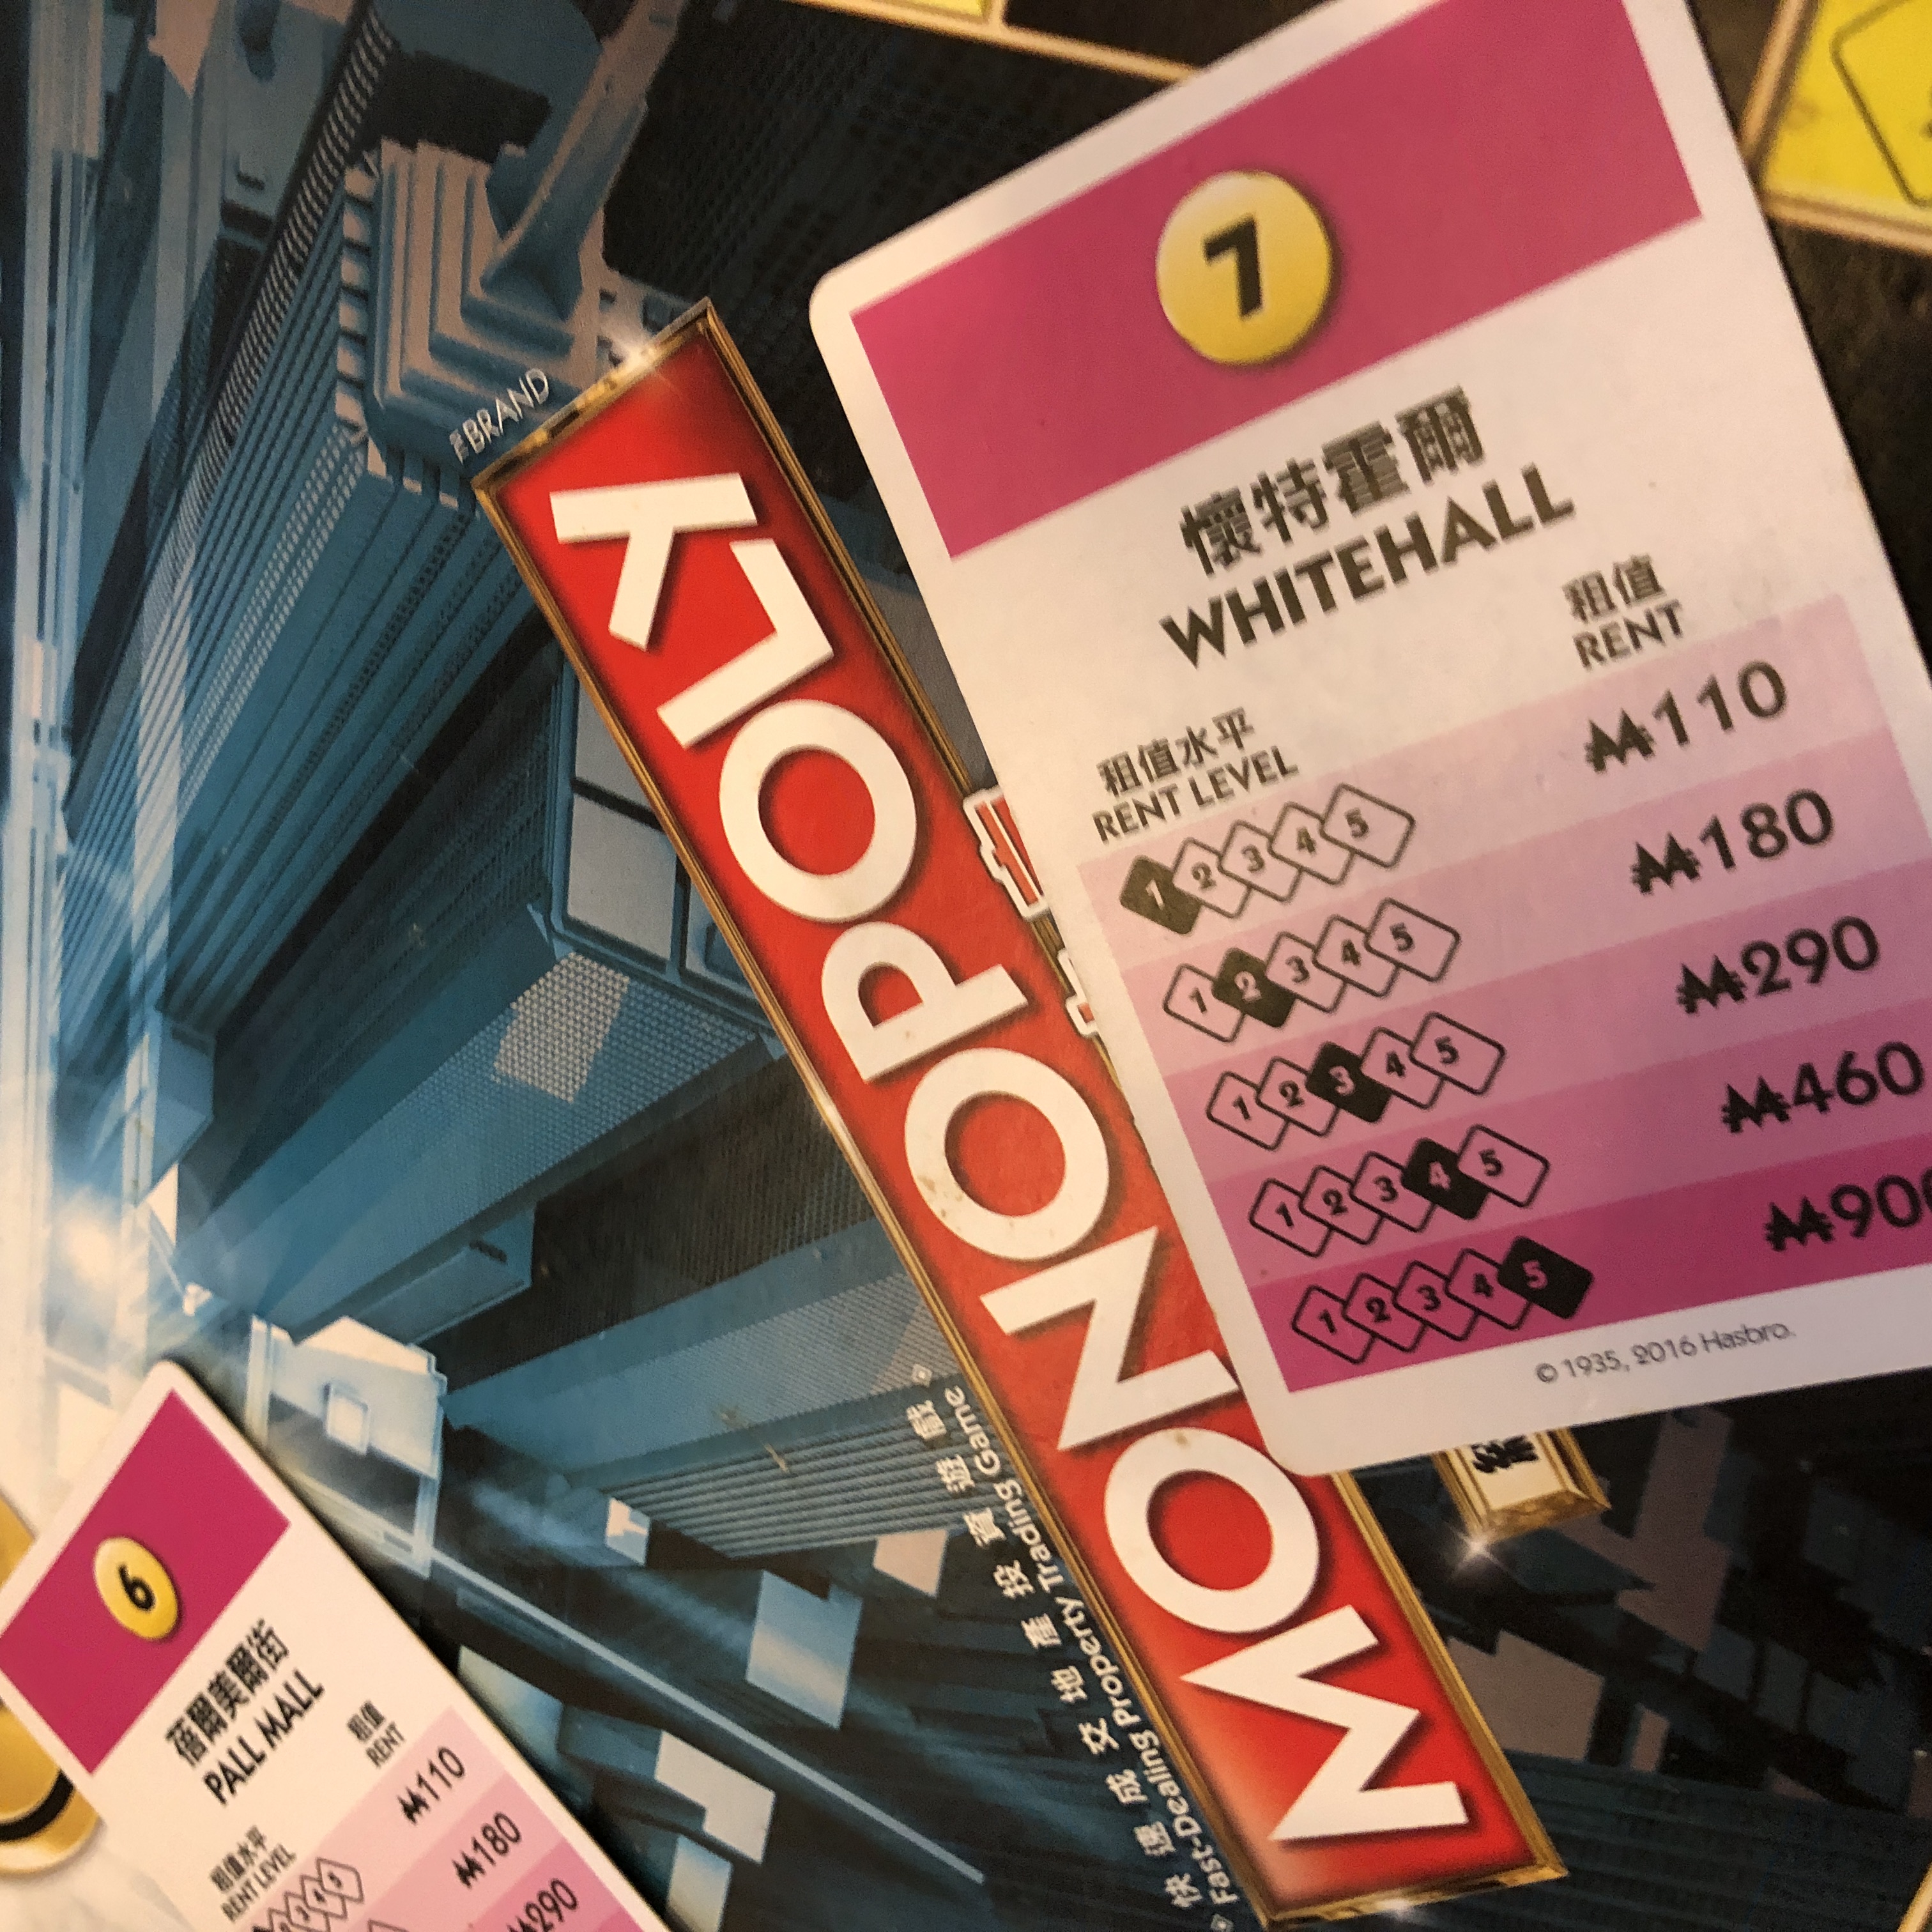 6
蓓爾美爾街
PALL MALL
租值水平
RENT LEVEL
租值
RENT
3 4 5
₩110
₩180
₩290
BRAND
快速成交地產投資遊戲
Fast-Dealing Property Trading Game
MONOPOLY
7
懷特霍爾
WHITEHALL
租值水平
RENT LEVEL
租值
RENT
1 2 3 4 5 ₩110
1 2 3 4 5 ₩180
1 2 3 4 5 ₩290
1 2 3 4 5 ₩460
1 2 3 4 5 ₩900
© 1935, 2016 Hasbro.